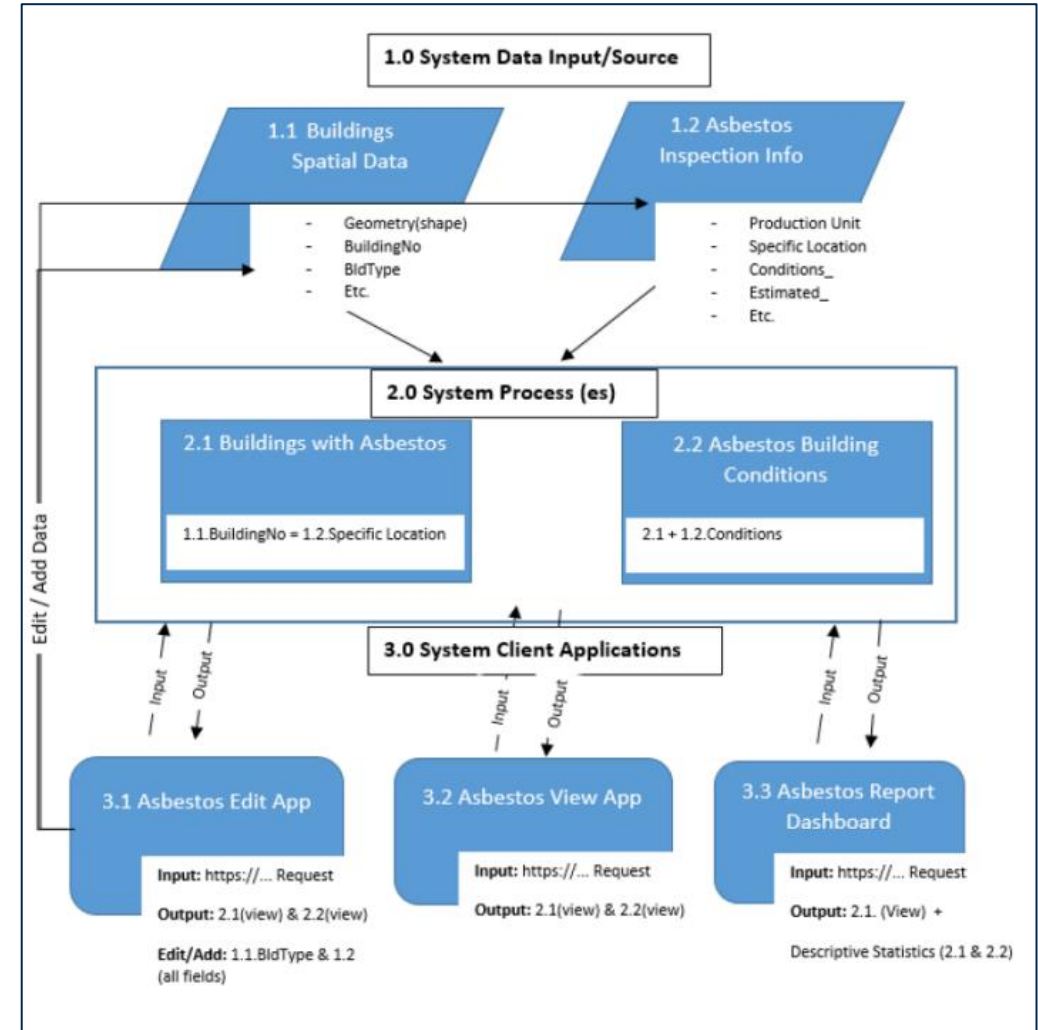 1.0 System Data Input/Source
1.1 Buildings
Spatial Data
1.2 Asbestos
Inspection Info
- Geometry(shape)
- BuildingNo
- BldType
- Etc.
- Production Unit
- Specific Location
- Conditions_
- Estimated_
- Etc.
2.0 System Process (es)
2.1 Buildings with Asbestos
1.1.BuildingNo = 1.2.Specific Location
2.2 Asbestos Building
Conditions
2.1 + 1.2.Conditions
Edit / Add Data
3.0 System Client Applications
Input
Output
Input
Output
Input
Output
3.1 Asbestos Edit App
Input: https://... Request
Output: 2.1(view) & 2.2(view)
Edit/Add: 1.1.BldType & 1.2
(all fields)
3.2 Asbestos View App
Input: https://... Request
Output: 2.1(view) & 2.2(view)
3.3 Asbestos Report
Dashboard
Input: https://... Request
Output: 2.1. (View) +
Descriptive Statistics (2.1 & 2.2)